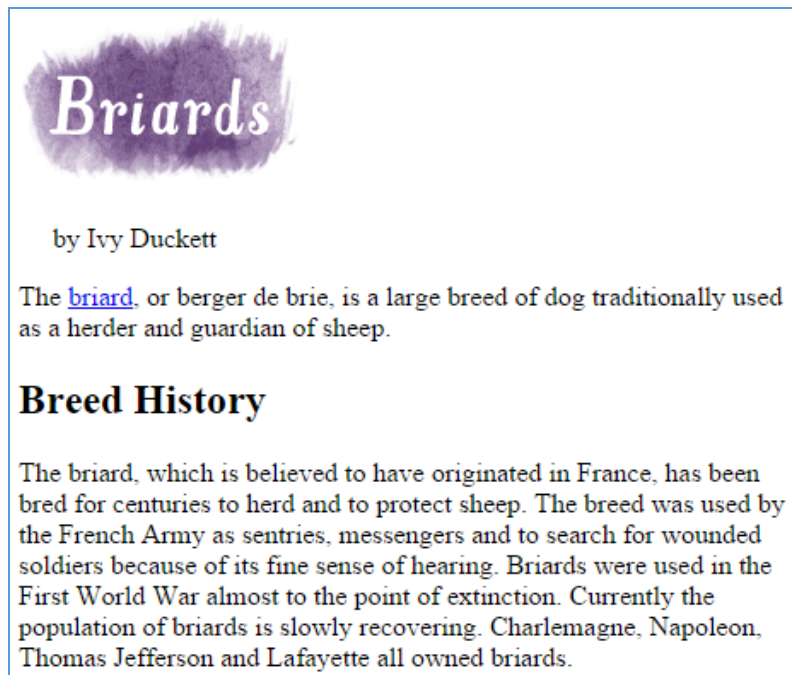 Briards
by Ivy Duckett
The briard, or berger de brie, is a large breed of dog traditionally used
as a herder and guardian of sheep.
Breed History
The briard, which is believed to have originated in France, has been
bred for centuries to herd and to protect sheep. The breed was used by
the French Army as sentries, messengers and to search for wounded
soldiers because of its fine sense of hearing. Briards were used in the
First World War almost to the point of extinction. Currently the
population of briards is slowly recovering. Charlemagne, Napoleon,
Thomas Jefferson and Lafayette all owned briards.